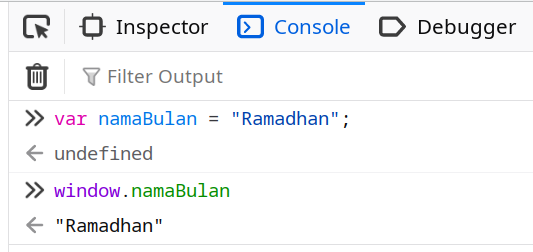 Inspector Console Debugger
Filter Output
var namaBulan = "Ramadhan";
undefined
window.namaBulan
"Ramadhan"